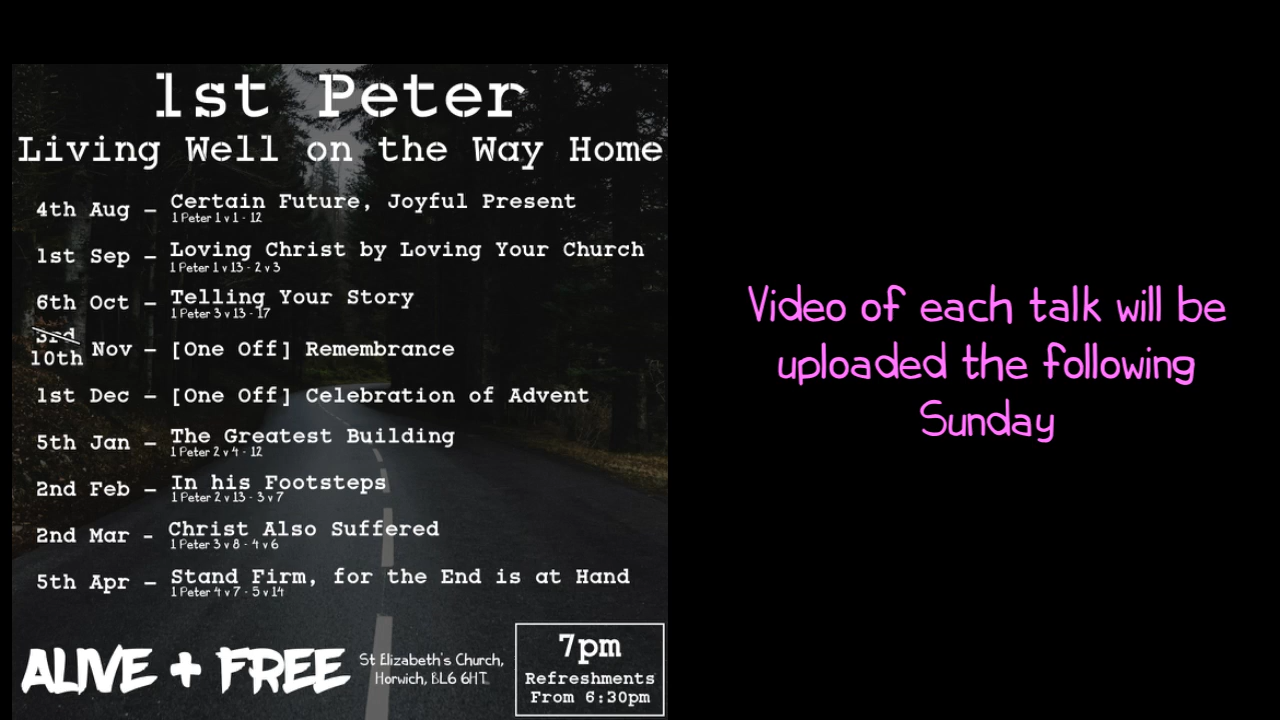 1st Peter
Living Well on the Way Home
4th Aug – Certain Future, Joyful Present
1 Peter 1 v 1 - 12
1st Sep – Loving Christ by Loving Your Church
1 Peter 1 v 13 - 2 v 3
6th Oct – Telling Your Story
1 Peter 3 v 13 - 17
3rd
10th Nov – [One Off] Remembrance
1st Dec – [One Off] Celebration of Advent
5th Jan – The Greatest Building
1 Peter 2 v 4 - 12
2nd Feb – In his Footsteps
1 Peter 2 v 13 - 3 v 7
2nd Mar – Christ Also Suffered
1 Peter 3 v 8 - 4 v 6
5th Apr – Stand Firm, for the End is at Hand
1 Peter 4 v 7 - 5 v 14
ALIVE + FREE
St Elizabeth's Church,
Horwich, BL6 6HT
7pm
Refreshments
From 6:30pm
Video of each talk will be
uploaded the following
Sunday